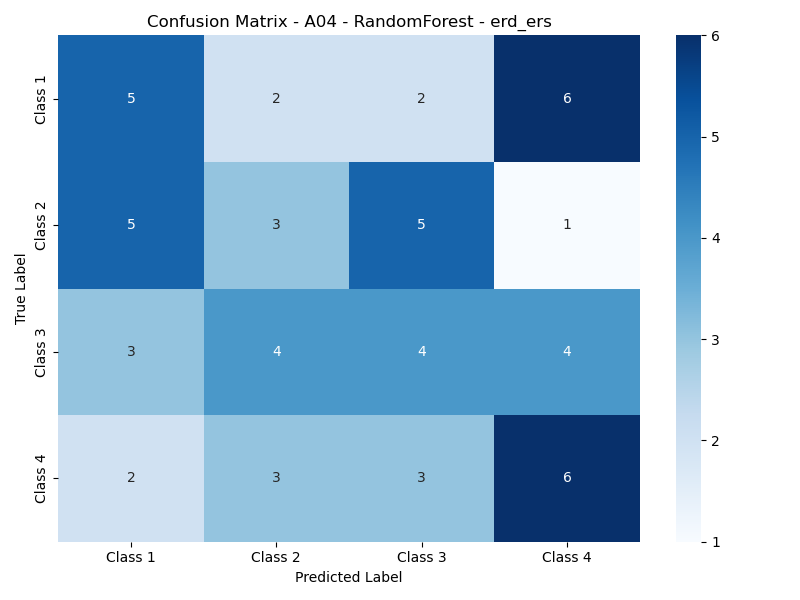 Confusion Matrix - A04 - RandomForest - erd_ers
True Label
Class 1
5 2 2 6
Class 2
5 3 5 1
Class 3
3 4 4 4
Class 4
2 3 3 6
Class 1 Class 2 Class 3 Class 4
Predicted Label
6
5
4
3
2
1